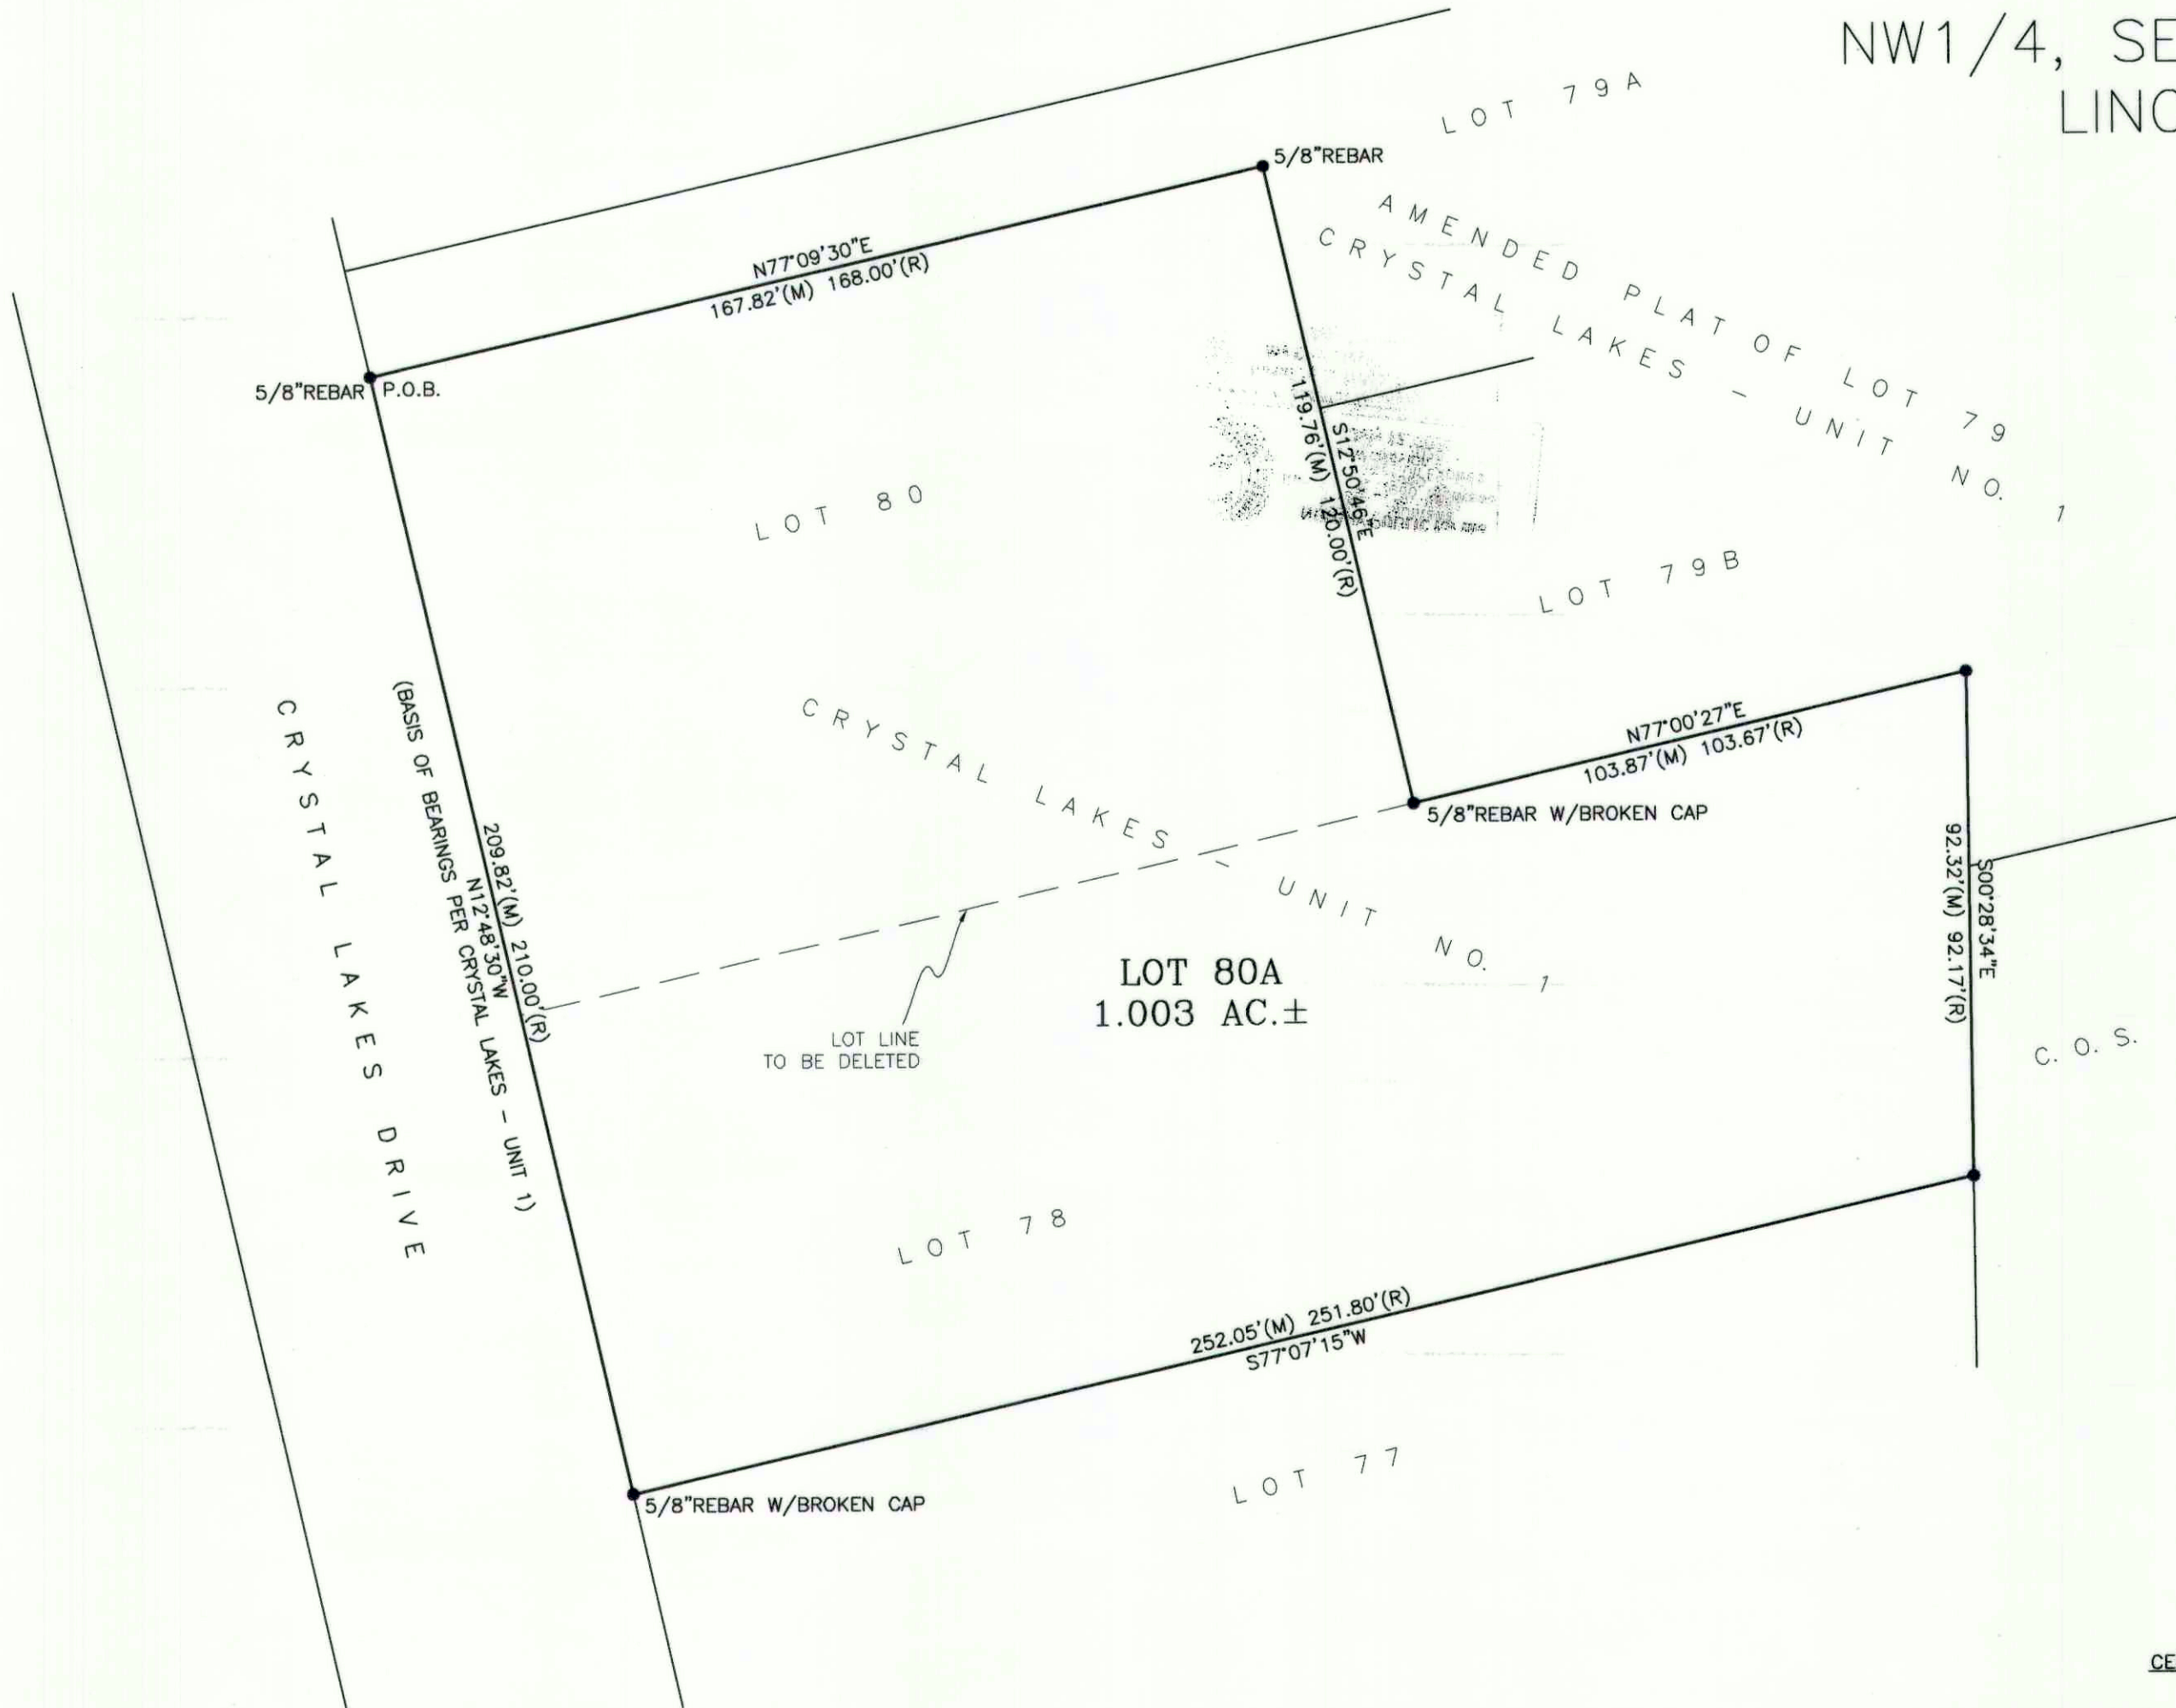 NW1/4, SE
LINC
LOT 79A
5/8"REBAR
AMENDED PLAT OF LOT 79
CRYSTAL LAKES - UNIT NO. 1
N77°09'30"E
167.82'(M) 168.00'(R)
5/8"REBAR P.O.B.
119.76'(M) 120.00'(R)
S12°50'46"E
LOT 80
LOT 79B
CRYSTAL LAKES - UNIT NO. 1
N77°00'27"E
103.87'(M) 103.67'(R)
5/8"REBAR W/BROKEN CAP
CRYSTAL LAKES DRIVE
(BASIS OF BEARINGS PER CRYSTAL LAKES - UNIT 1)
N12°48'30"W
209.82'(M) 210.00'(R)
92.32'(M) 92.17'(R)
S00°28'34"E
LOT 80A
1.003 AC.±
LOT LINE
TO BE DELETED
C.O.S.
LOT 78
252.05'(M) 251.80'(R)
S77°07'15"W
LOT 77
5/8"REBAR W/BROKEN CAP
CE